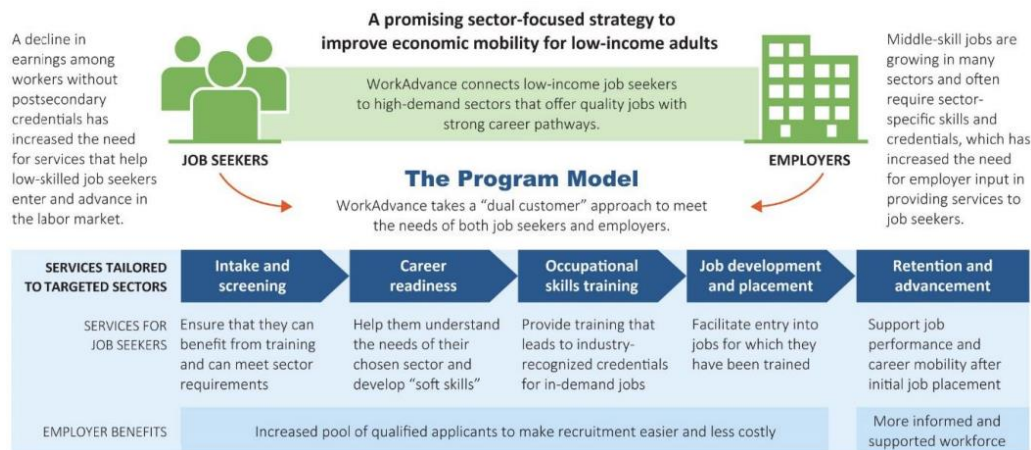 A promising sector-focused strategy to
improve economic mobility for low-income adults
A decline in
earnings among
workers without
postsecondary
credentials has
increased the need
for services that help
low-skilled job seekers
enter and advance in
the labor market.
JOB SEEKERS
WorkAdvance connects low-income job seekers
to high-demand sectors that offer quality jobs with
strong career pathways.
EMPLOYERS
Middle-skill jobs are
growing in many
sectors and often
require sector-
specific skills and
credentials, which has
increased the need
for employer input in
providing services to
job seekers.
The Program Model
WorkAdvance takes a “dual customer” approach to meet
the needs of both job seekers and employers.
SERVICES TAILORED
TO TARGETED SECTORS
Intake and
screening
Career
readiness
Occupational
skills training
Job development
and placement
Retention and
advancement
SERVICES FOR
JOB SEEKERS
Ensure that they can
benefit from training
and can meet sector
requirements
Help them understand
the needs of their
chosen sector and
develop “soft skills”
Provide training that
leads to industry-
recognized credentials
for in-demand jobs
Facilitate entry into
jobs for which they
have been trained
Support job
performance and
career mobility after
initial job placement
EMPLOYER BENEFITS
Increased pool of qualified applicants to make recruitment easier and less costly
More informed and
supported workforce